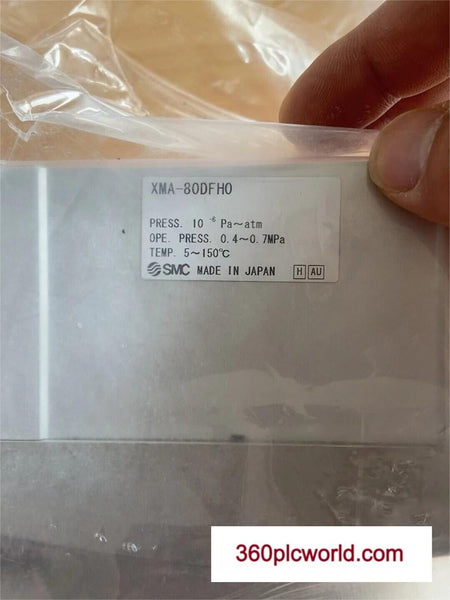 XMA-80DFH0
PRESS. 10⁻⁶ Pa～atm
OPE. PRESS. 0.4～0.7MPa
TEMP. 5～150℃
SMC MADE IN JAPAN H AU
360plcworld.com